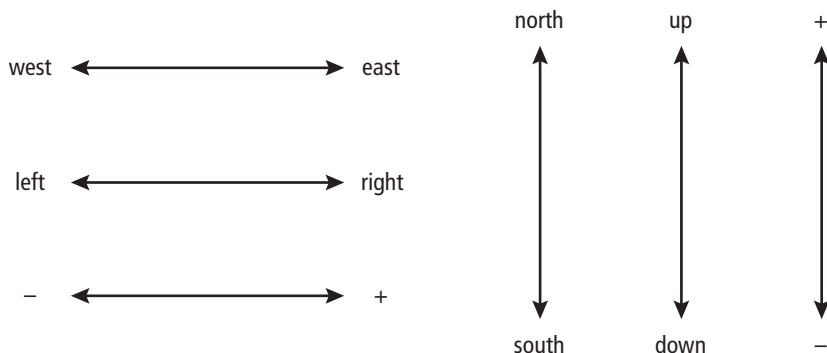 north up +
west east
left right
– +
south down –